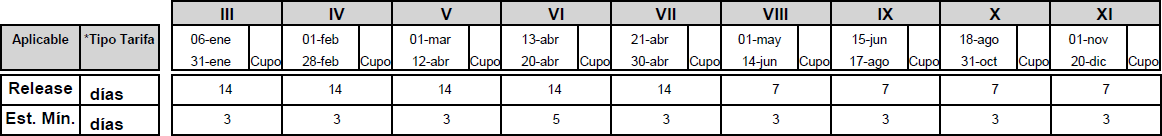 III IV V VI VII VIII IX X XI
Aplicable *Tipo Tarifa 06-ene 01-feb 01-mar 13-abr 21-abr 01-may 15-jun 18-ago 01-nov
31-ene Cupo 28-feb Cupo 12-abr Cupo 20-abr Cupo 30-abr Cupo 14-jun Cupo 17-ago Cupo 31-oct Cupo 20-dic Cupo
Release días 14 14 14 14 14 7 7 7 7
Est. Mín. días 3 3 3 5 3 3 3 3 3